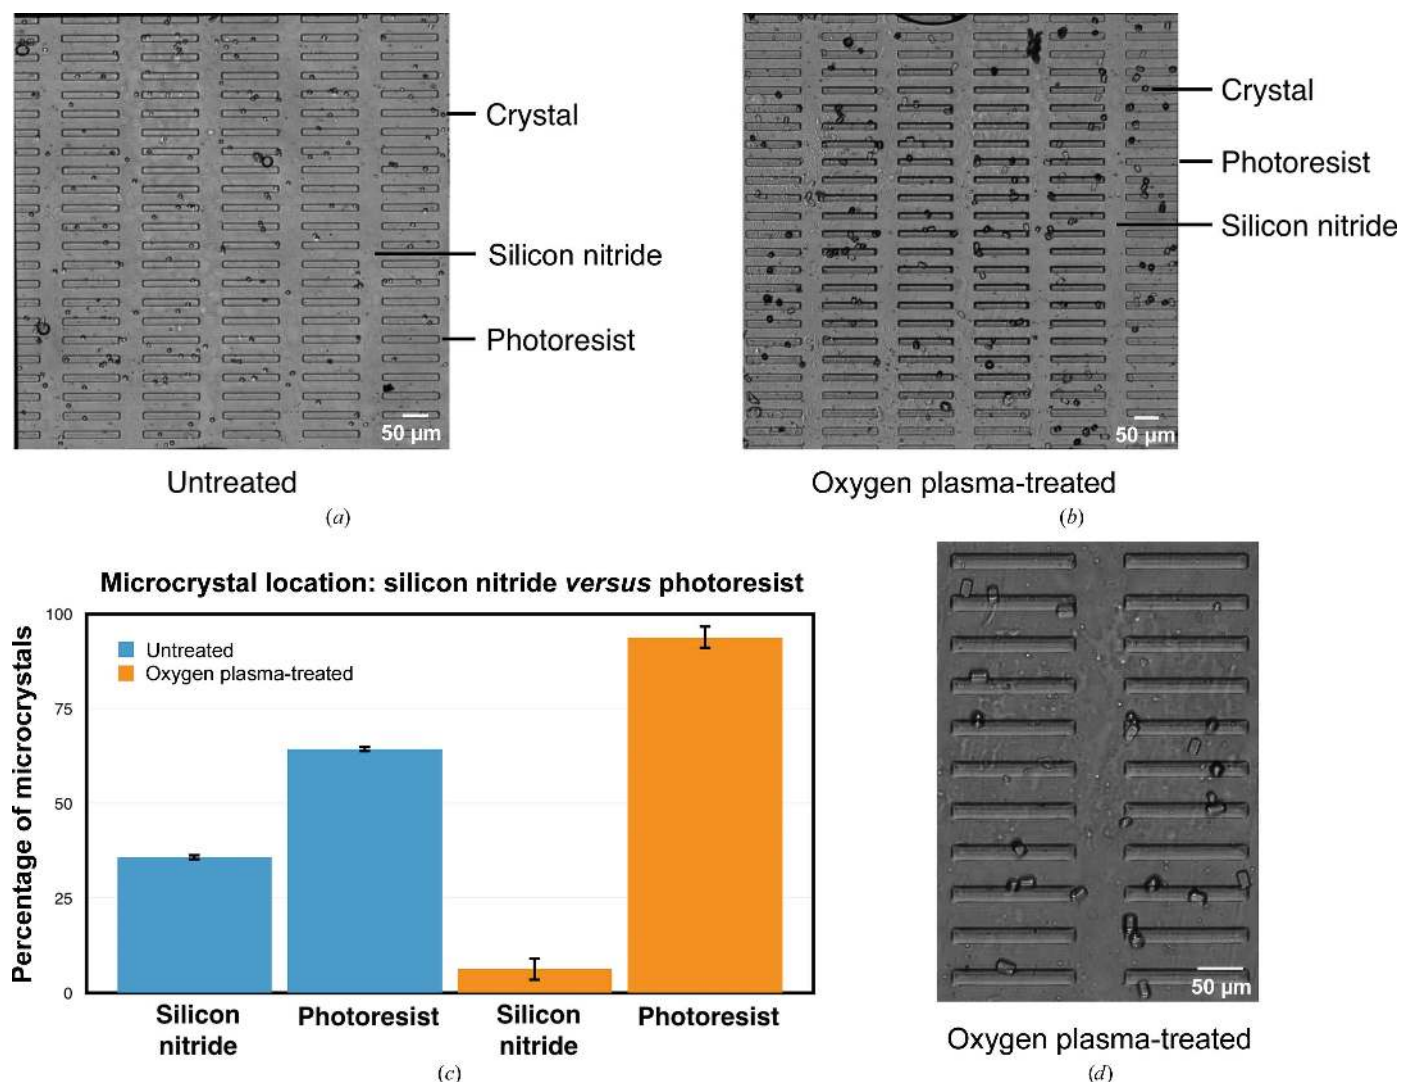 Crystal
Silicon nitride
Photoresist
50 µm
Untreated
(a)
Crystal
Photoresist
Silicon nitride
50 µm
Oxygen plasma-treated
(b)
Microcrystal location: silicon nitride versus photoresist
Percentage of microcrystals
100
75
50
25
0
Untreated
Oxygen plasma-treated
Silicon
nitride
Photoresist
Silicon
nitride
Photoresist
(c)
50 µm
Oxygen plasma-treated
(d)